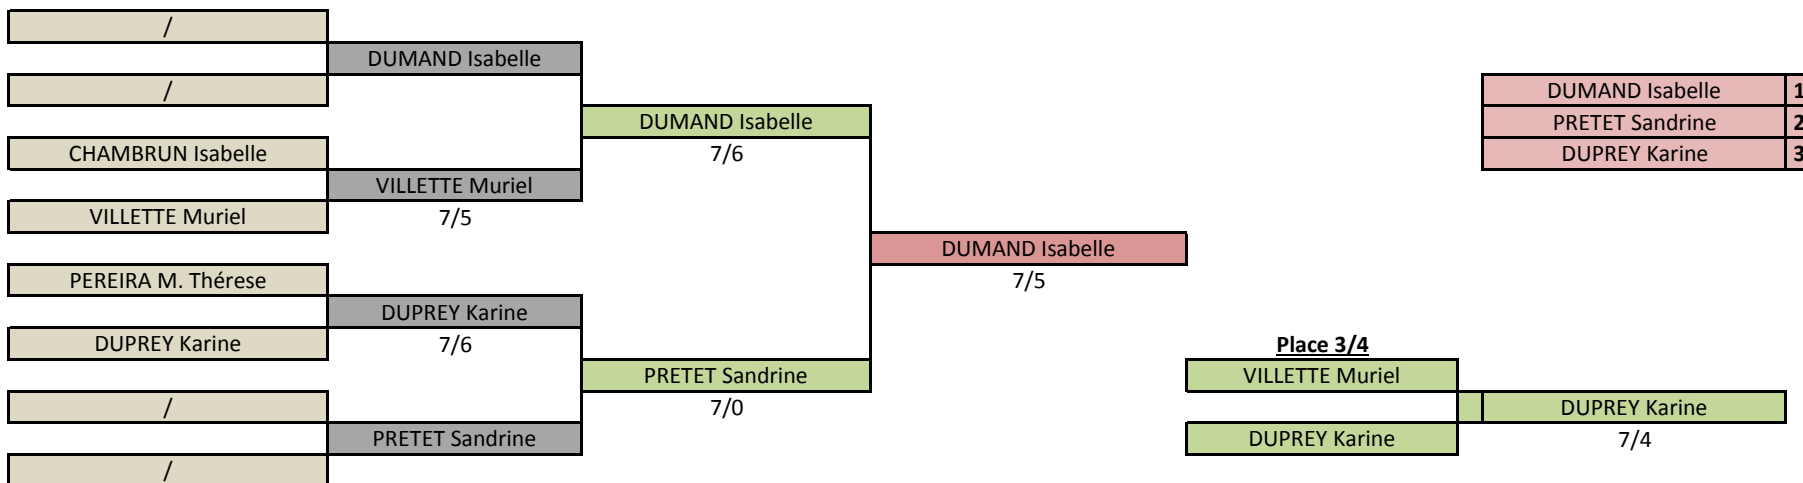 /
DUMAND Isabelle
/
DUMAND Isabelle 1
DUMAND Isabelle
PRETET Sandrine 2
CHAMBRUN Isabelle
7/6
DUPREY Karine 3
VILLETTE Muriel
VILLETTE Muriel
7/5
DUMAND Isabelle
PEREIRA M. Thérese
7/5
DUPREY Karine
DUPREY Karine
7/6
Place 3/4
PRETET Sandrine
VILLETTE Muriel
/
7/0
DUPREY Karine
PRETET Sandrine
DUPREY Karine
7/4
/